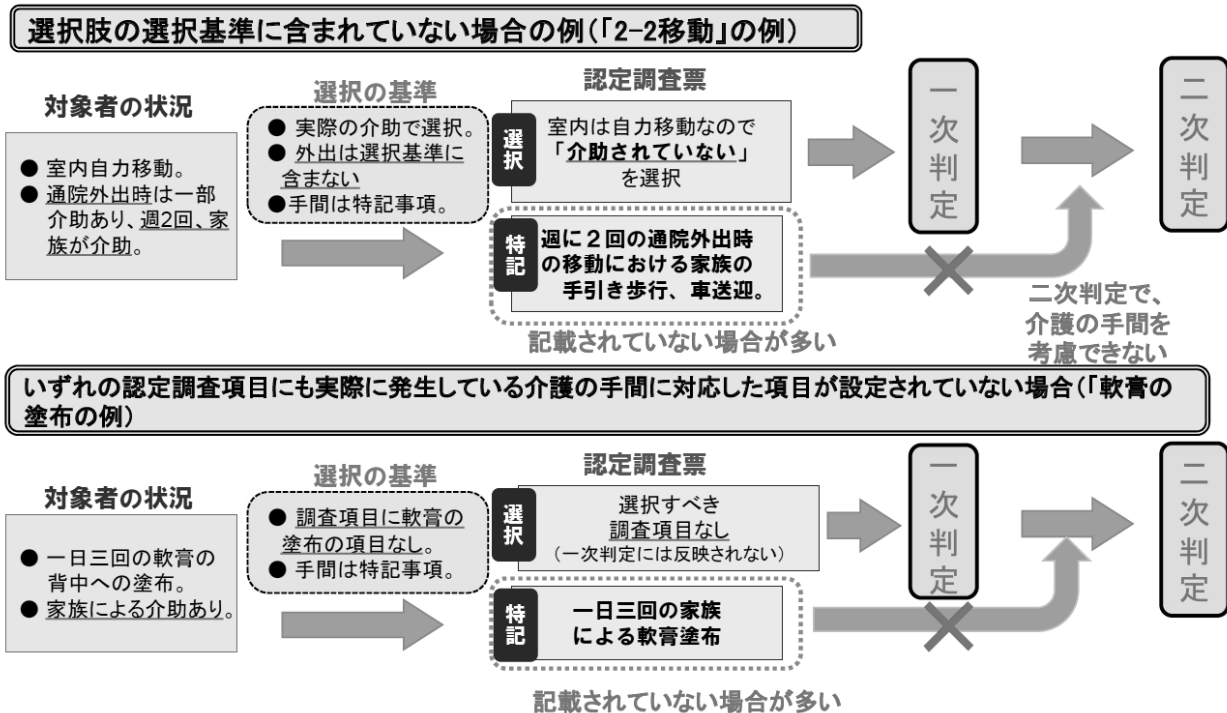 選択肢の選択基準に含まれていない場合の例(｢2-2移動｣の例)
対象者の状況
● 室内自力移動。
● 通院外出時は一部
介助あり、週2回、家
族が介助。
選択の基準
● 実際の介助で選択。
● 外出は選択基準に
含まない
●手間は特記事項。
認定調査票
選択
室内は自力移動なので
「介助されていない」
を選択
特記
週に２回の通院外出時
の移動における家族の
手引き歩行、車送迎。
記載されていない場合が多い
一次判定
二次判定
二次判定で、
介護の手間を
考慮できない
いずれの認定調査項目にも実際に発生している介護の手間に対応した項目が設定されていない場合(｢軟膏の
塗布の例)
対象者の状況
● 一日三回の軟膏の
背中への塗布。
● 家族による介助あり。
選択の基準
● 調査項目に軟膏の
塗布の項目なし。
● 手間は特記事項。
認定調査票
選択
選択すべき
調査項目なし
（一次判定には反映されない）
特記
一日三回の家族
による軟膏塗布
記載されていない場合が多い
一次判定
二次判定